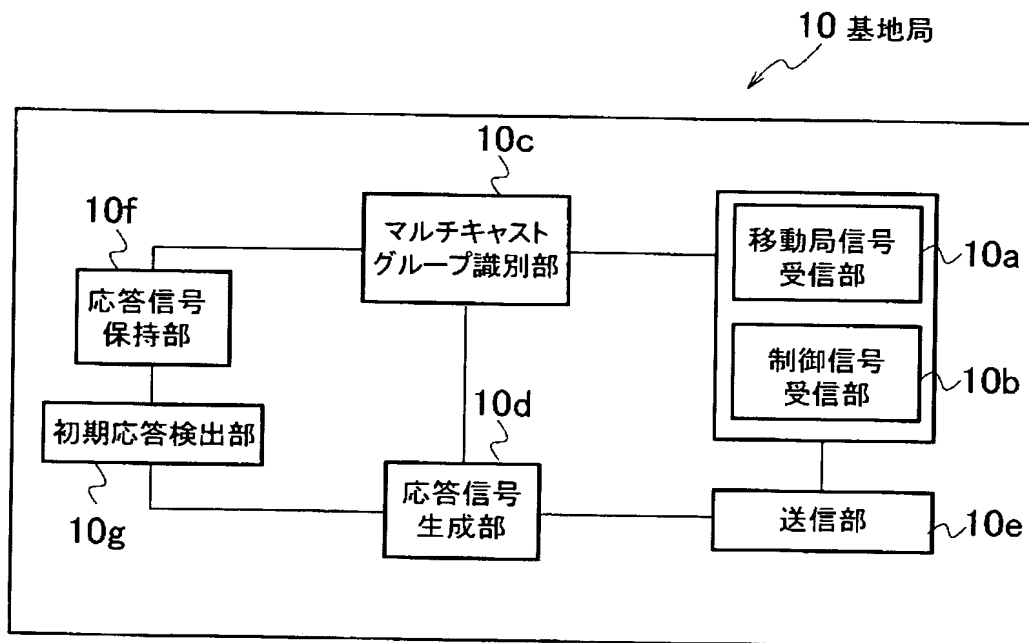 10 基地局
10c
マルチキャスト
グループ識別部
10f
応答信号
保持部
移動局信号
受信部
10a
制御信号
受信部
10b
初期応答検出部
10g
10d
応答信号
生成部
送信部
10e